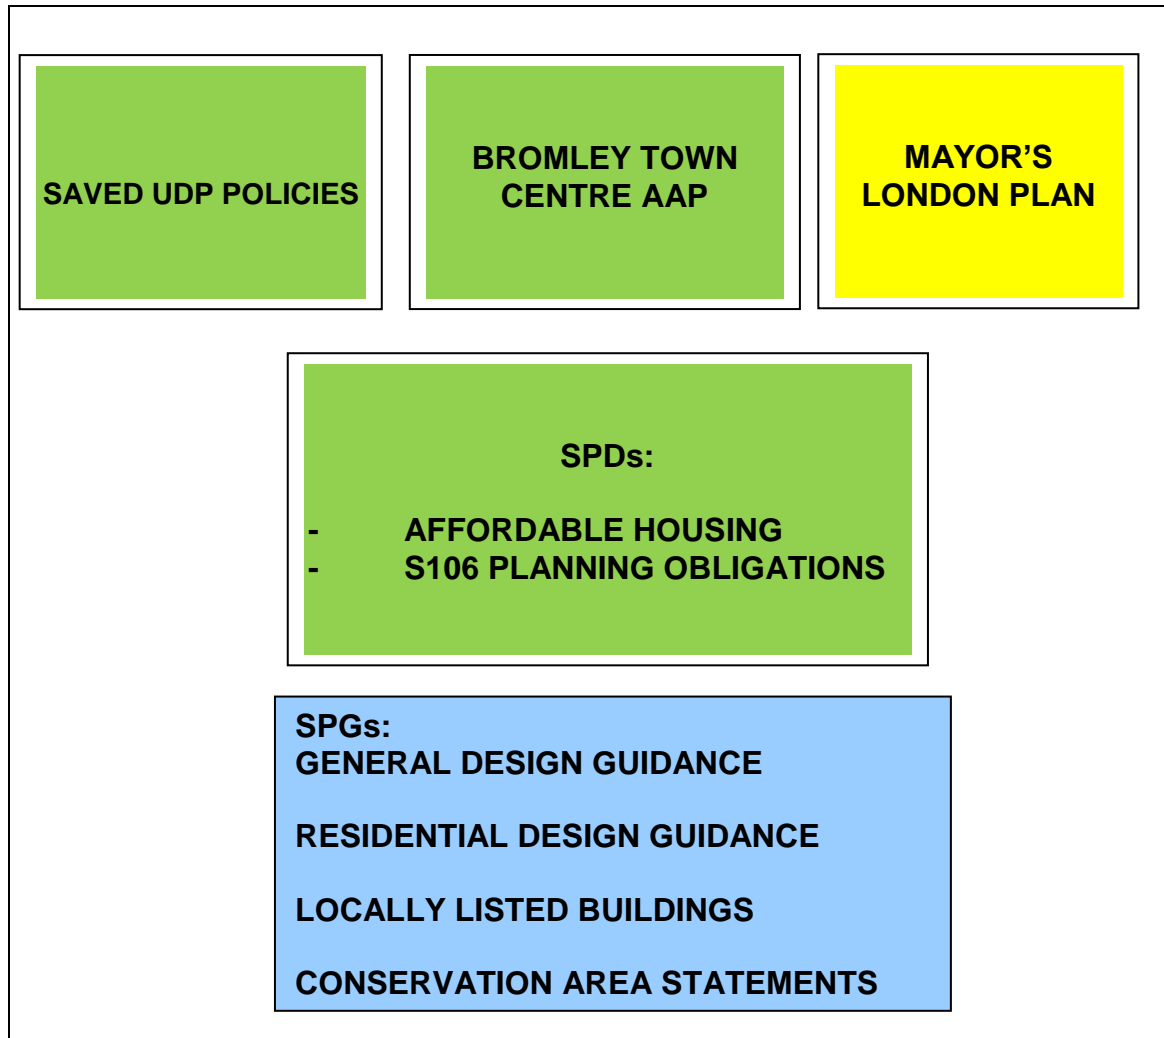 SAVED UDP POLICIES
BROMLEY TOWN
CENTRE AAP
MAYOR’S
LONDON PLAN
SPDs:
- AFFORDABLE HOUSING
- S106 PLANNING OBLIGATIONS
SPGs:
GENERAL DESIGN GUIDANCE
RESIDENTIAL DESIGN GUIDANCE
LOCALLY LISTED BUILDINGS
CONSERVATION AREA STATEMENTS